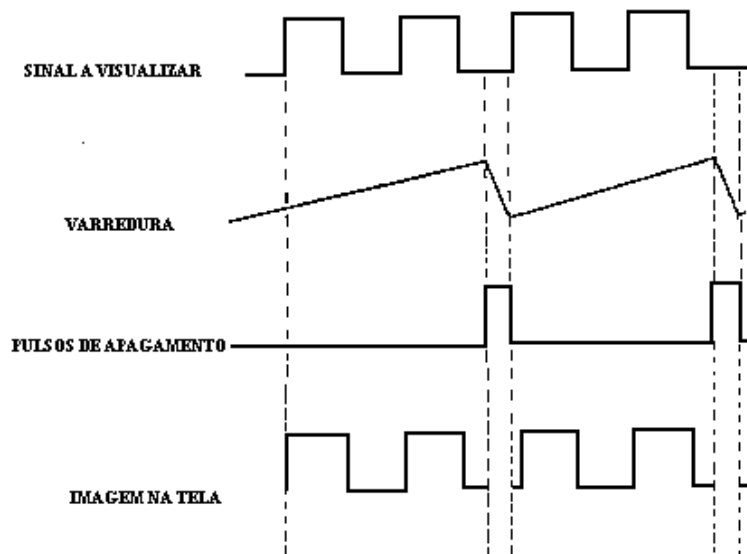 SINAL A VISUALIZAR
VARREDURA
PULSOS DE APAGAMENTO
IMAGEM NA TELA